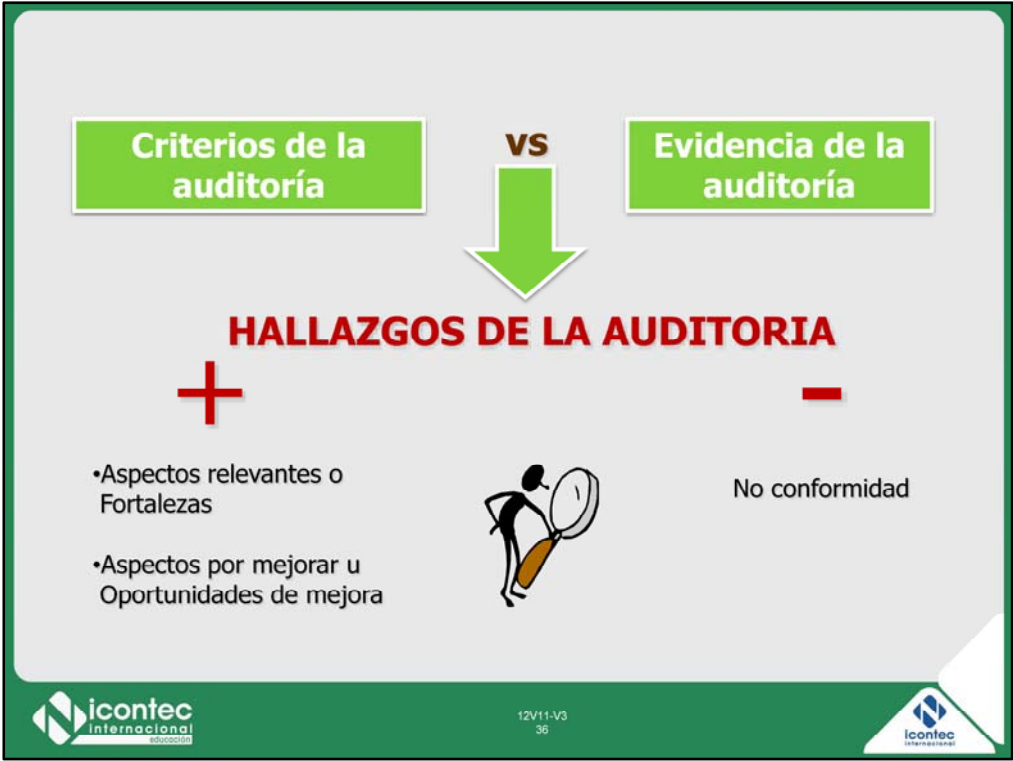 Criterios de la
auditoría
vs
Evidencia de la
auditoría
HALLAZGOS DE LA AUDITORIA
+
-
•Aspectos relevantes o
Fortalezas
•Aspectos por mejorar u
Oportunidades de mejora
No conformidad
icontec
internacional
educación
12V11-V3
36
icontec
internacional